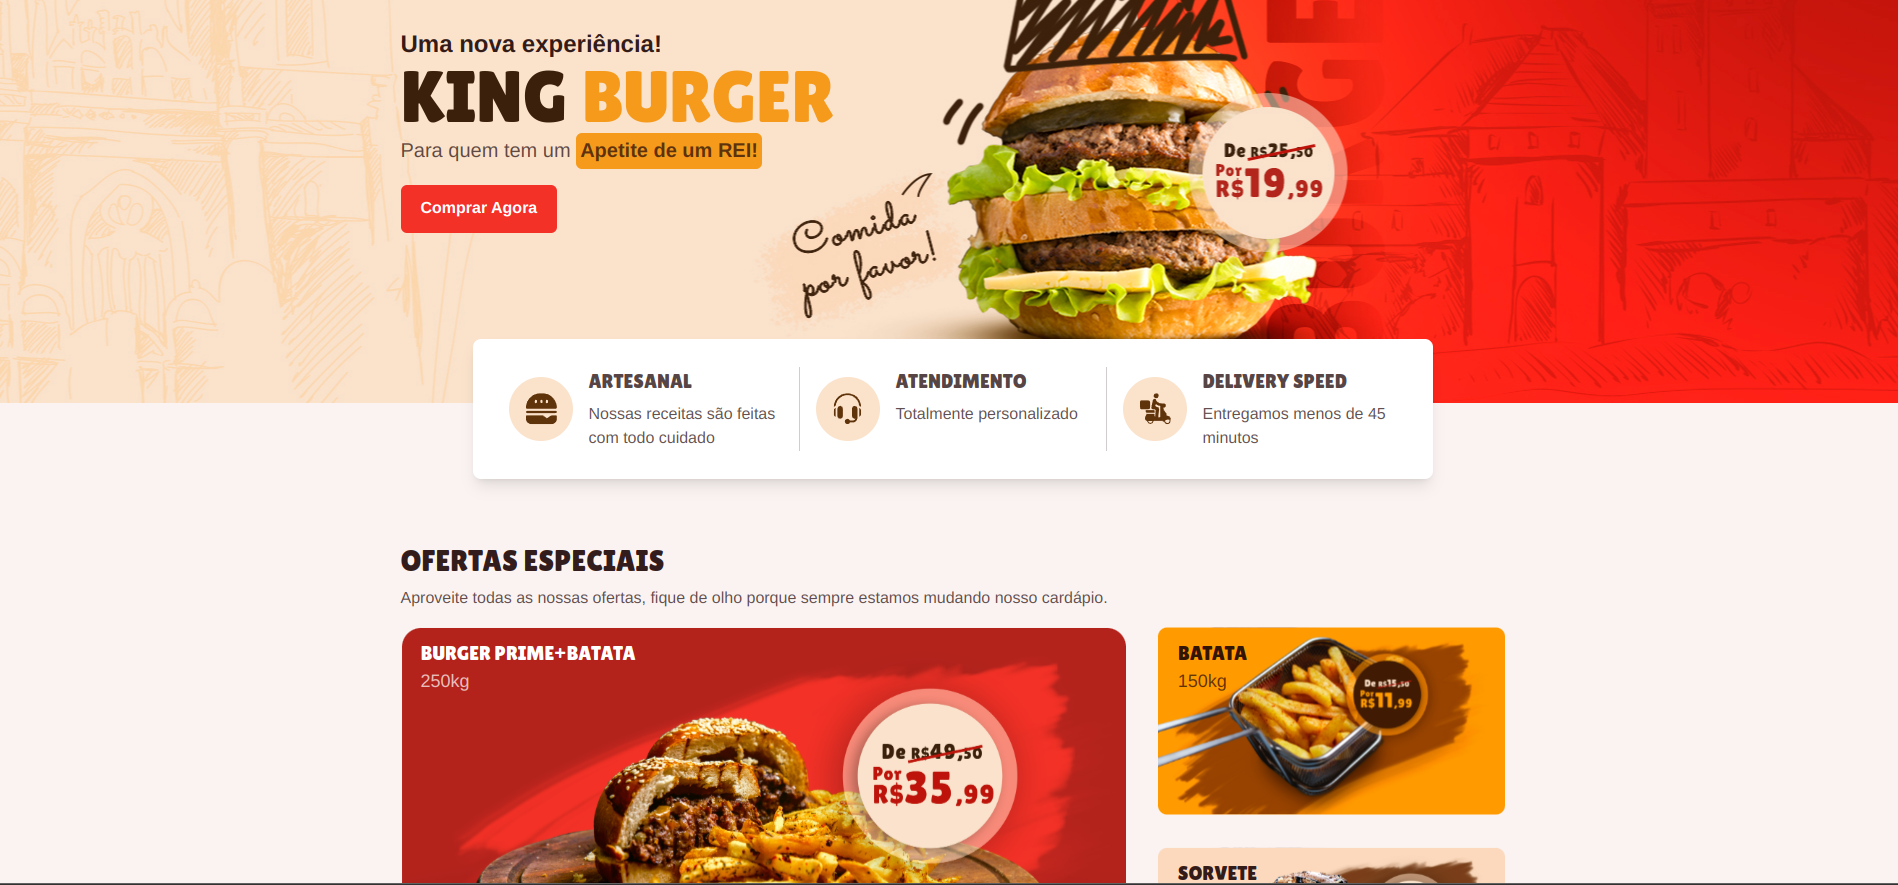 Uma nova experiência!
KING BURGER
Para quem tem um Apetite de um REI!
Comprar Agora
Comida
por favor!
BURGE
De R$25,50
Por
R$19,99
ARTESANAL
Nossas receitas são feitas
com todo cuidado
ATENDIMENTO
Totalmente personalizado
DELIVERY SPEED
Entregamos menos de 45
minutos
OFERTAS ESPECIAIS
Aproveite todas as nossas ofertas, fique de olho porque sempre estamos mudando nosso cardápio.
BURGER PRIME+BATATA
250kg
De R$49,50
Por
R$35,99
BATATA
150kg
De R$15,50
Por
R$11,99
SORVETE